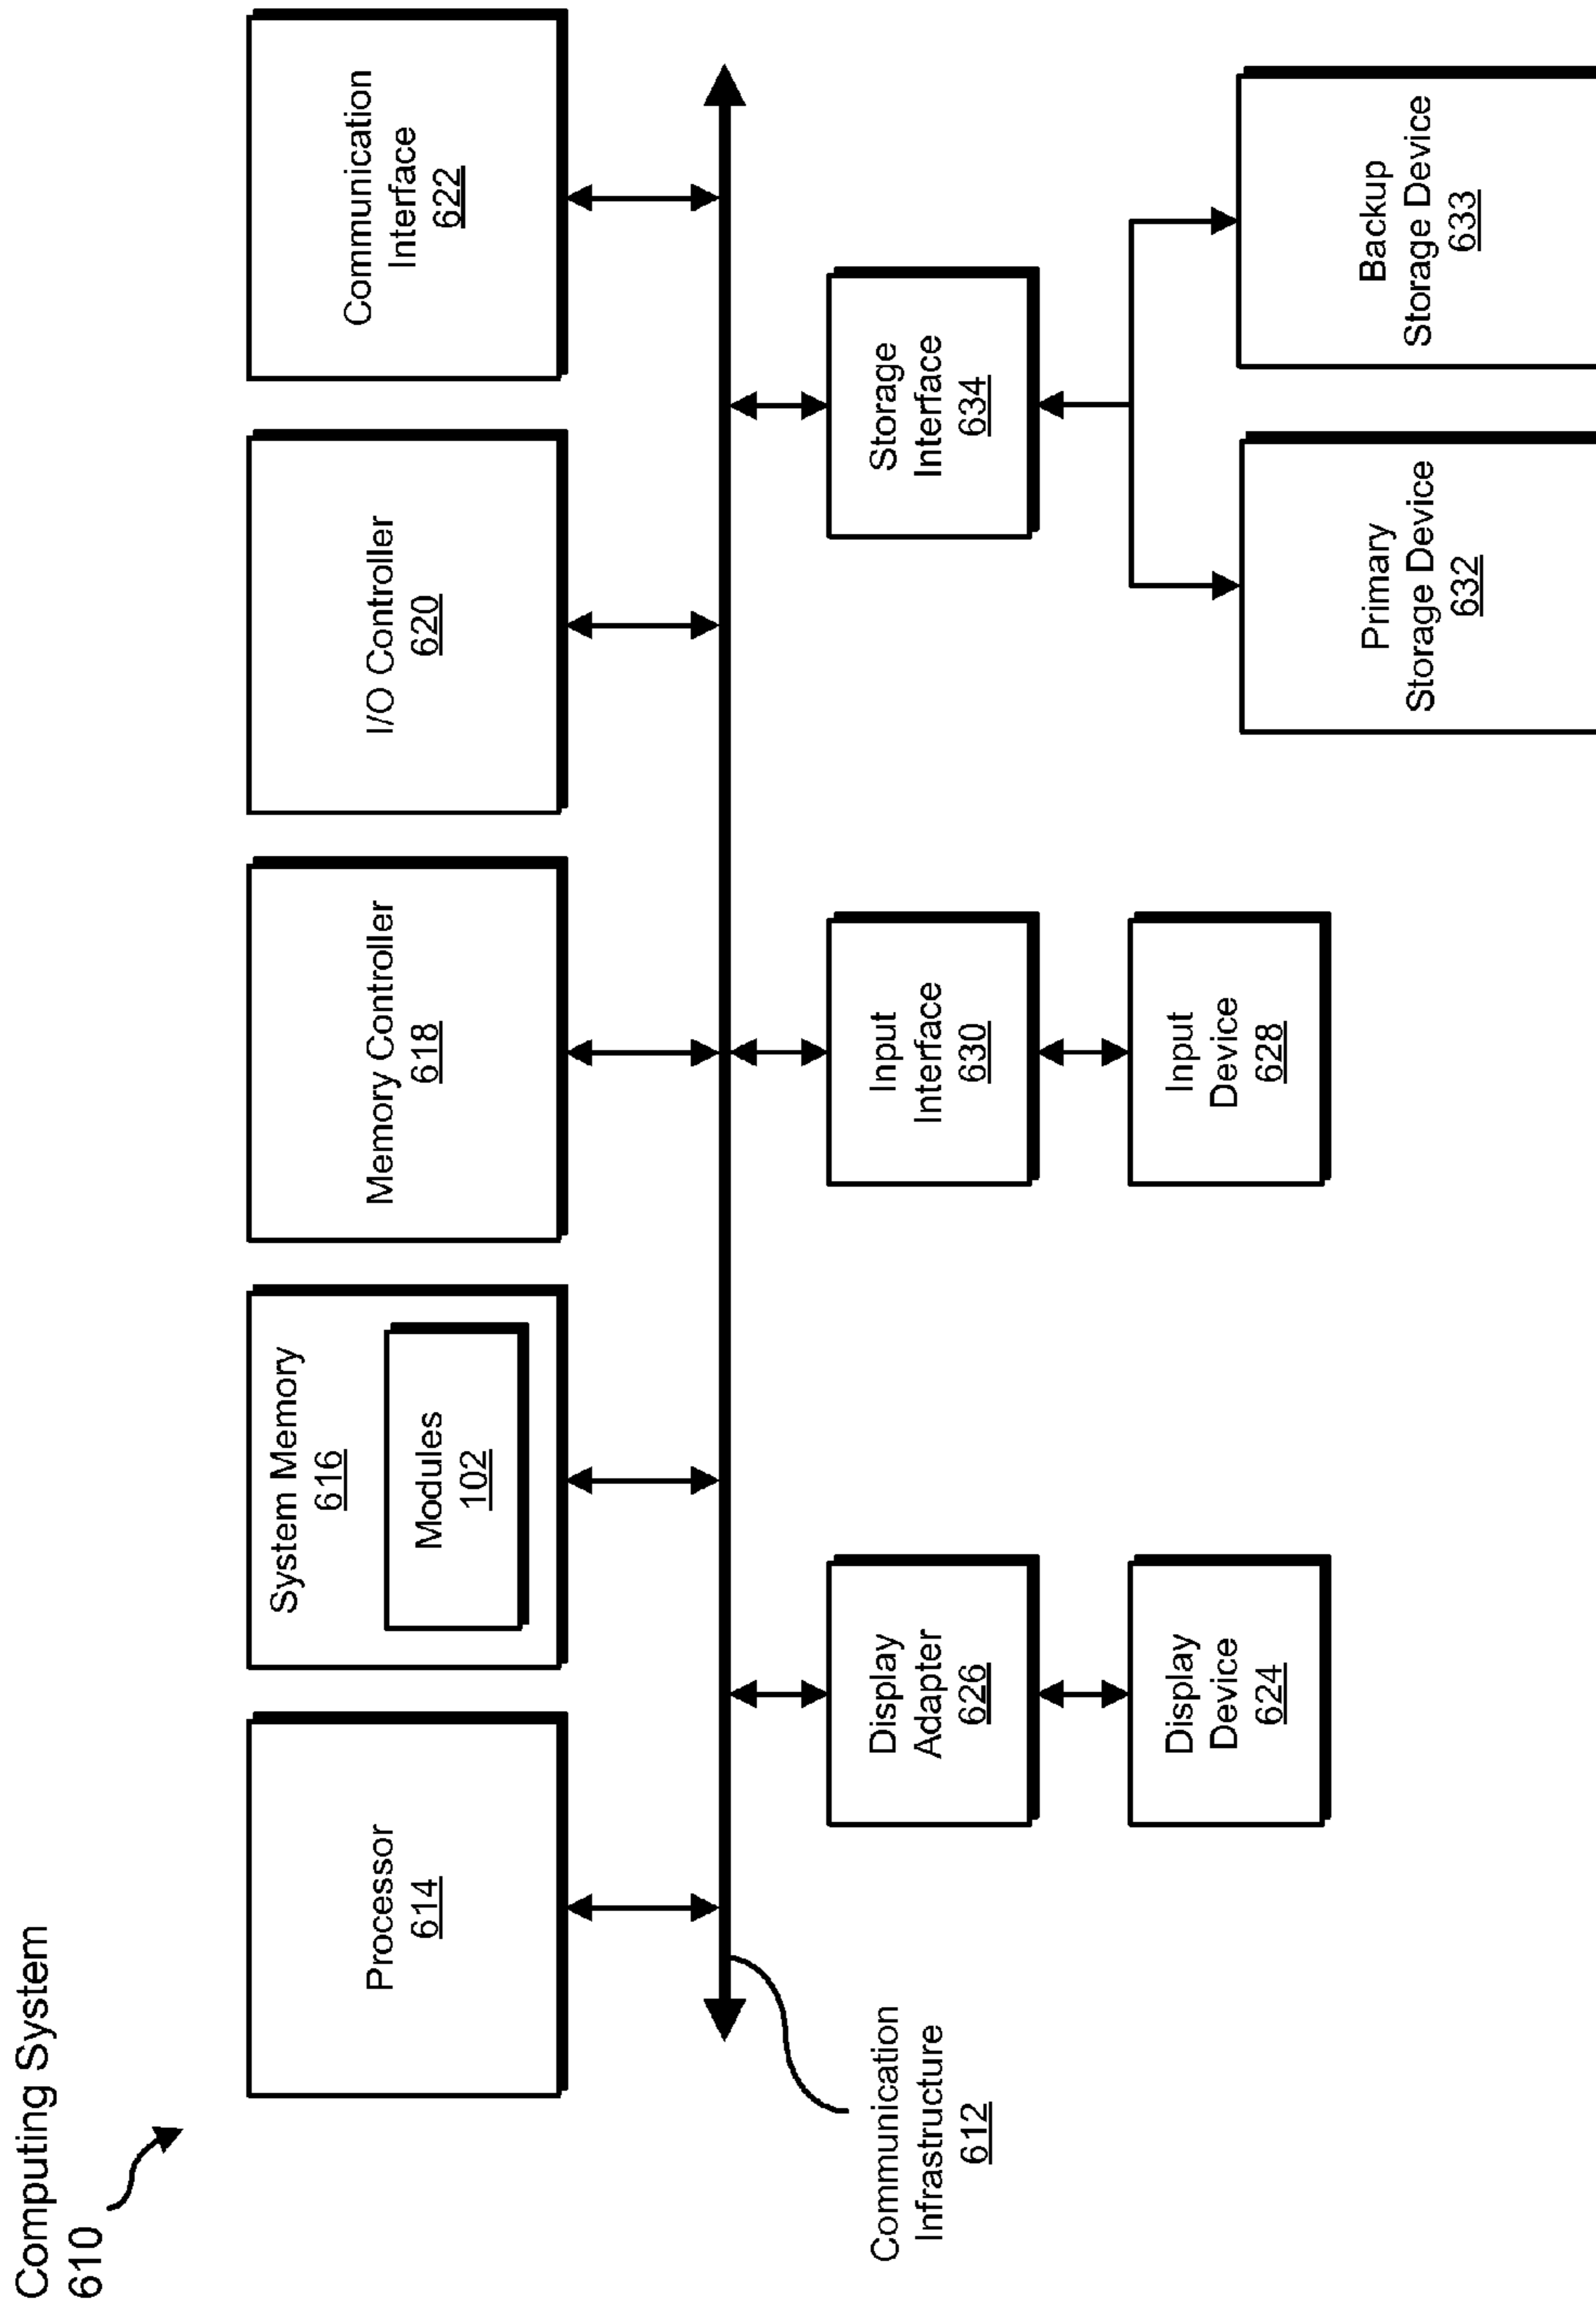 Computing System
610
Processor
614
System Memory
616
Modules
102
Memory Controller
618
I/O Controller
620
Communication
Interface
622
Communication
Infrastructure
612
Display
Adapter
626
Input
Interface
630
Storage
Interface
634
Display
Device
624
Input
Device
628
Primary
Storage Device
632
Backup
Storage Device
633